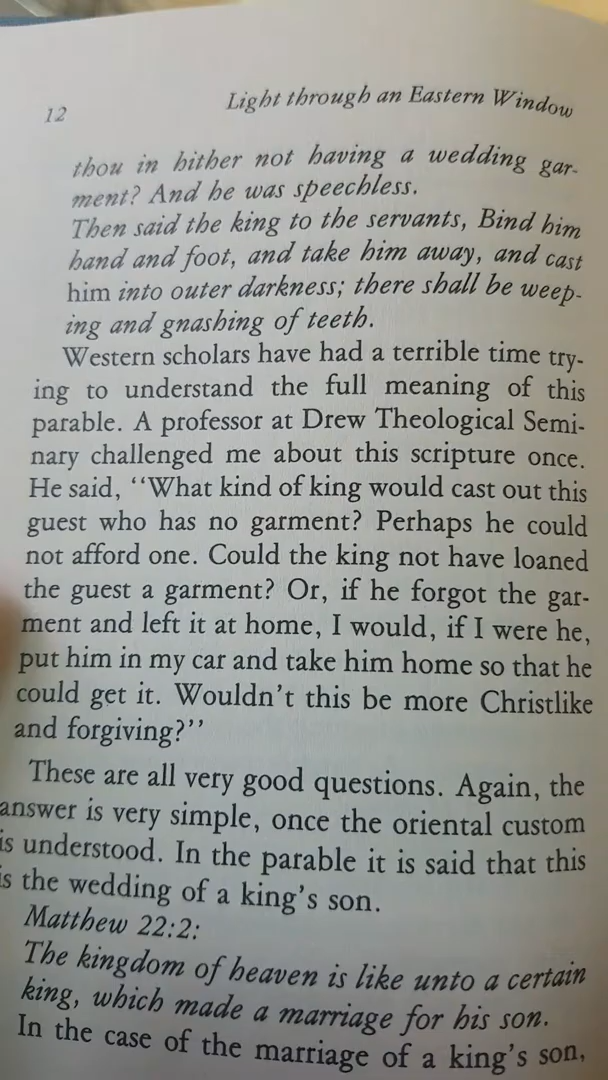 12
Light through an Eastern Window
thou in hither not having a wedding gar-
ment? And he was speechless.
Then said the king to the servants, Bind him
hand and foot, and take him away, and cast
him into outer darkness; there shall be weep-
ing and gnashing of teeth.
Western scholars have had a terrible time try-
ing to understand the full meaning of this
parable. A professor at Drew Theological Semi-
nary challenged me about this scripture once.
He said, ‘‘What kind of king would cast out this
guest who has no garment? Perhaps he could
not afford one. Could the king not have loaned
the guest a garment? Or, if he forgot the gar-
ment and left it at home, I would, if I were he,
put him in my car and take him home so that he
could get it. Wouldn’t this be more Christlike
and forgiving?’’
These are all very good questions. Again, the
answer is very simple, once the oriental custom
is understood. In the parable it is said that this
is the wedding of a king’s son.
Matthew 22:2:
The kingdom of heaven is like unto a certain
king, which made a marriage for his son.
In the case of the marriage of a king’s son,